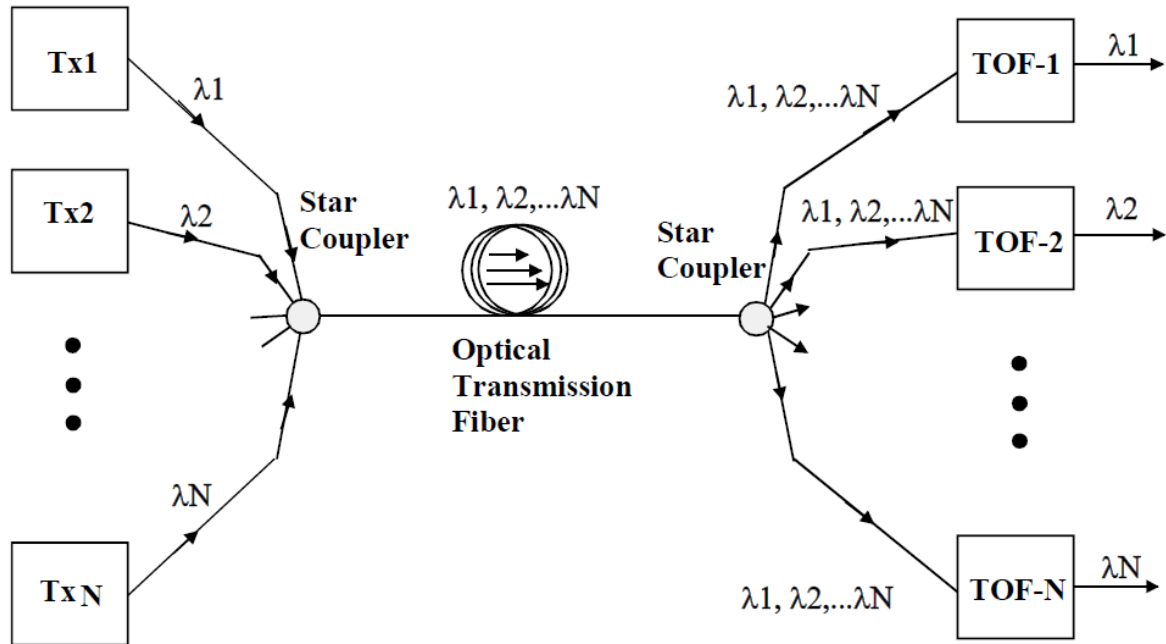 Tx1
λ1
Tx2
λ2
Star
Coupler
λ1, λ2,...λN
Optical
Transmission
Fiber
λN
Tx N
Star
Coupler
λ1, λ2,...λN
TOF-1
λ1
λ1, λ2,...λN
TOF-2
λ2
λ1, λ2,...λN
TOF-N
λN